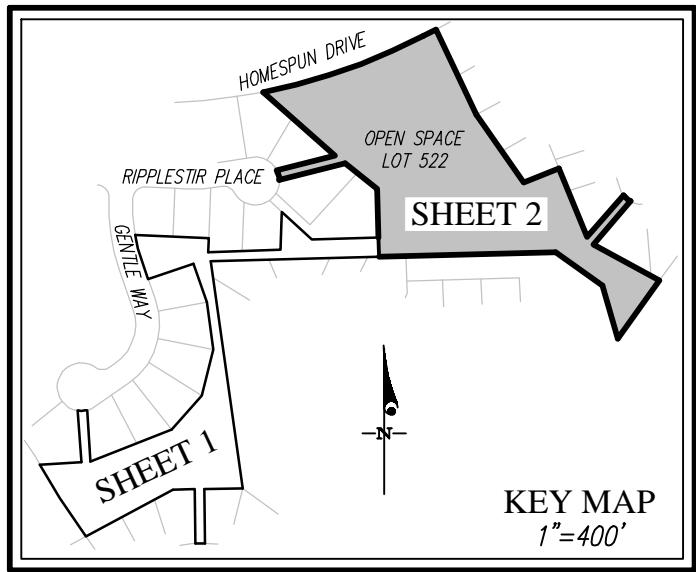 HOMESPUN DRIVE
OPEN SPACE
LOT 522
RIPPLESTIR PLACE
SHEET 2
GENTLE WAY
SHEET 1
N
KEY MAP
1"=400'